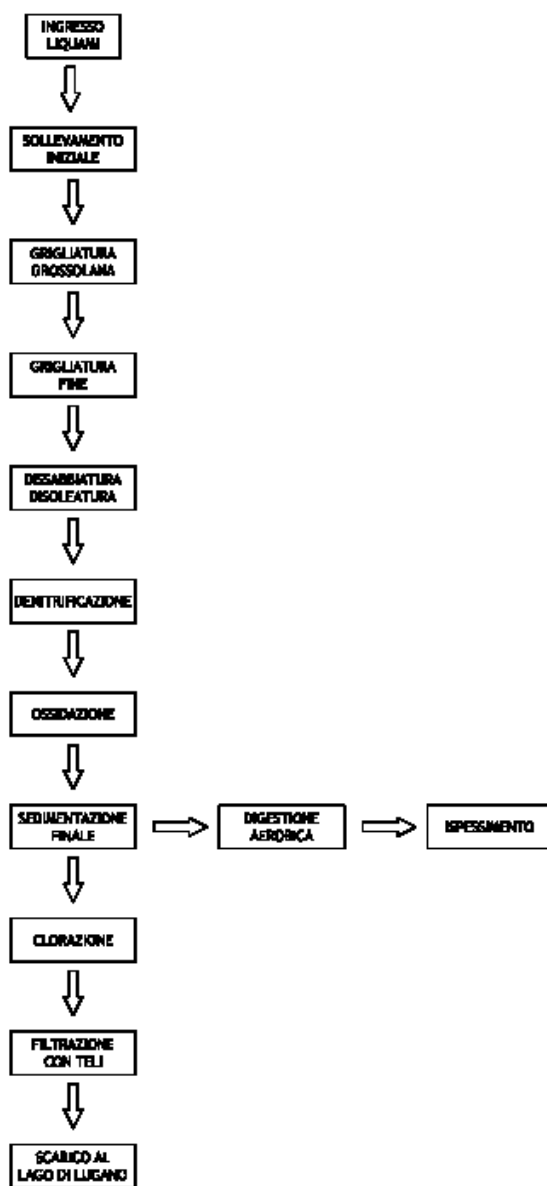 INGRESSO
LIQUAMI
SOLLEVAMENTO
INIZIALE
GRIGLIATURA
GROSSOLANA
GRIGLIATURA
FINE
DISSABBIATURA
DISOLEATURA
DENITRIFICAZIONE
OSSIDAZIONE
SEDIMENTAZIONE
FINALE
DIGESTIONE
AEROBICA
ISPESSIMENTO
CLORAZIONE
FILTRAZIONE
CON TELI
SCARICO AL
LAGO DI LUGANO